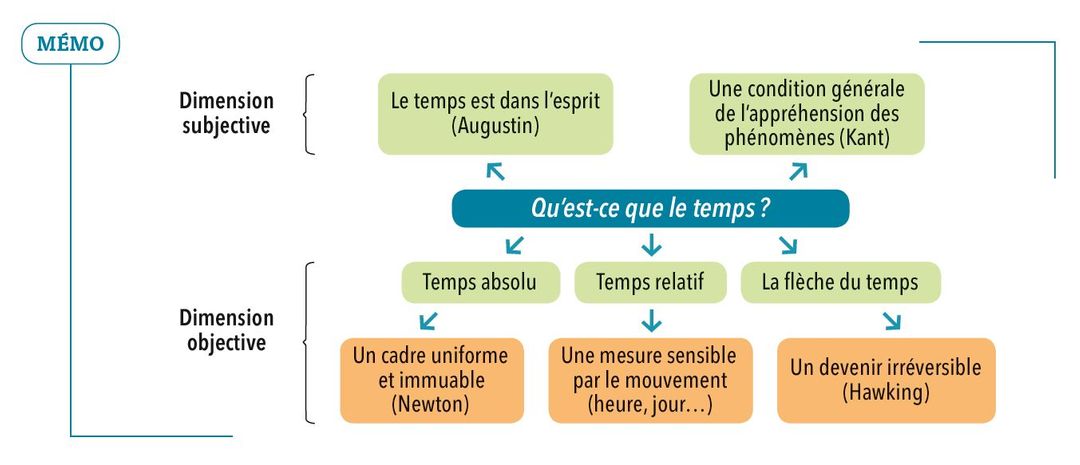 MÉMO
Dimension
subjective
Le temps est dans l'esprit
(Augustin)
Une condition générale
de l'appréhension des
phénomènes (Kant)
Qu'est-ce que le temps ?
Dimension
objective
Temps absolu
Temps relatif
La flèche du temps
Un cadre uniforme
et immuable
(Newton)
Une mesure sensible
par le mouvement
(heure, jour…)
Un devenir irréversible
(Hawking)